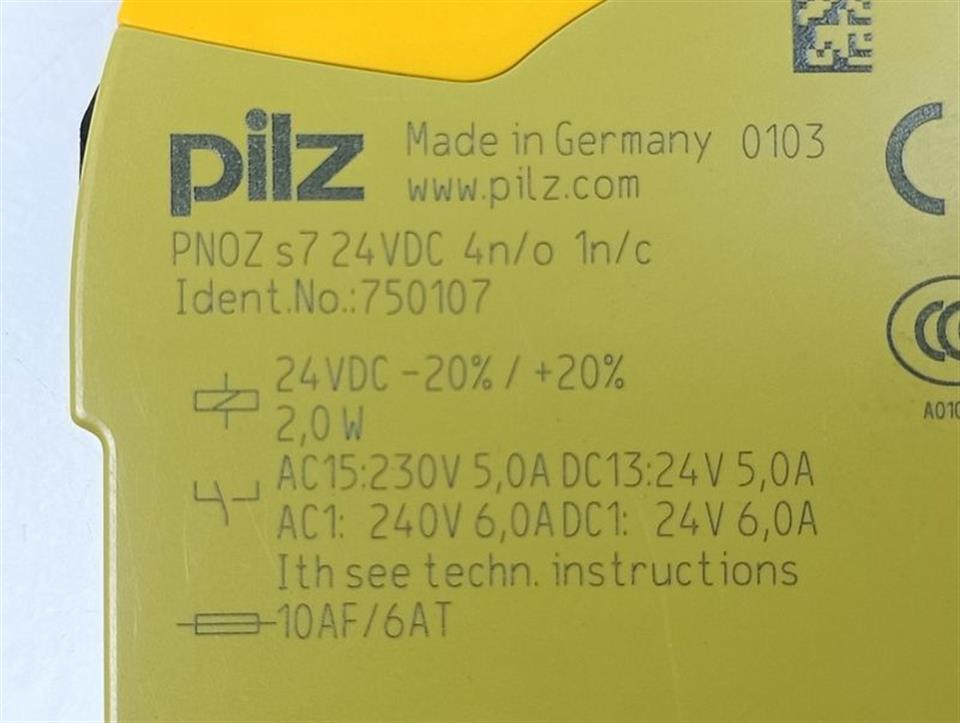 pilz Made in Germany 0103
www.pilz.com
PNOZ s7 24VDC 4n/o 1n/c
Ident.No.:750107
24VDC -20% / +20%
2,0 W
AC15:230V 5,0A DC13:24V 5,0A
AC1: 240V 6,0A DC1: 24V 6,0A
Ith see techn. instructions
10AF/6AT